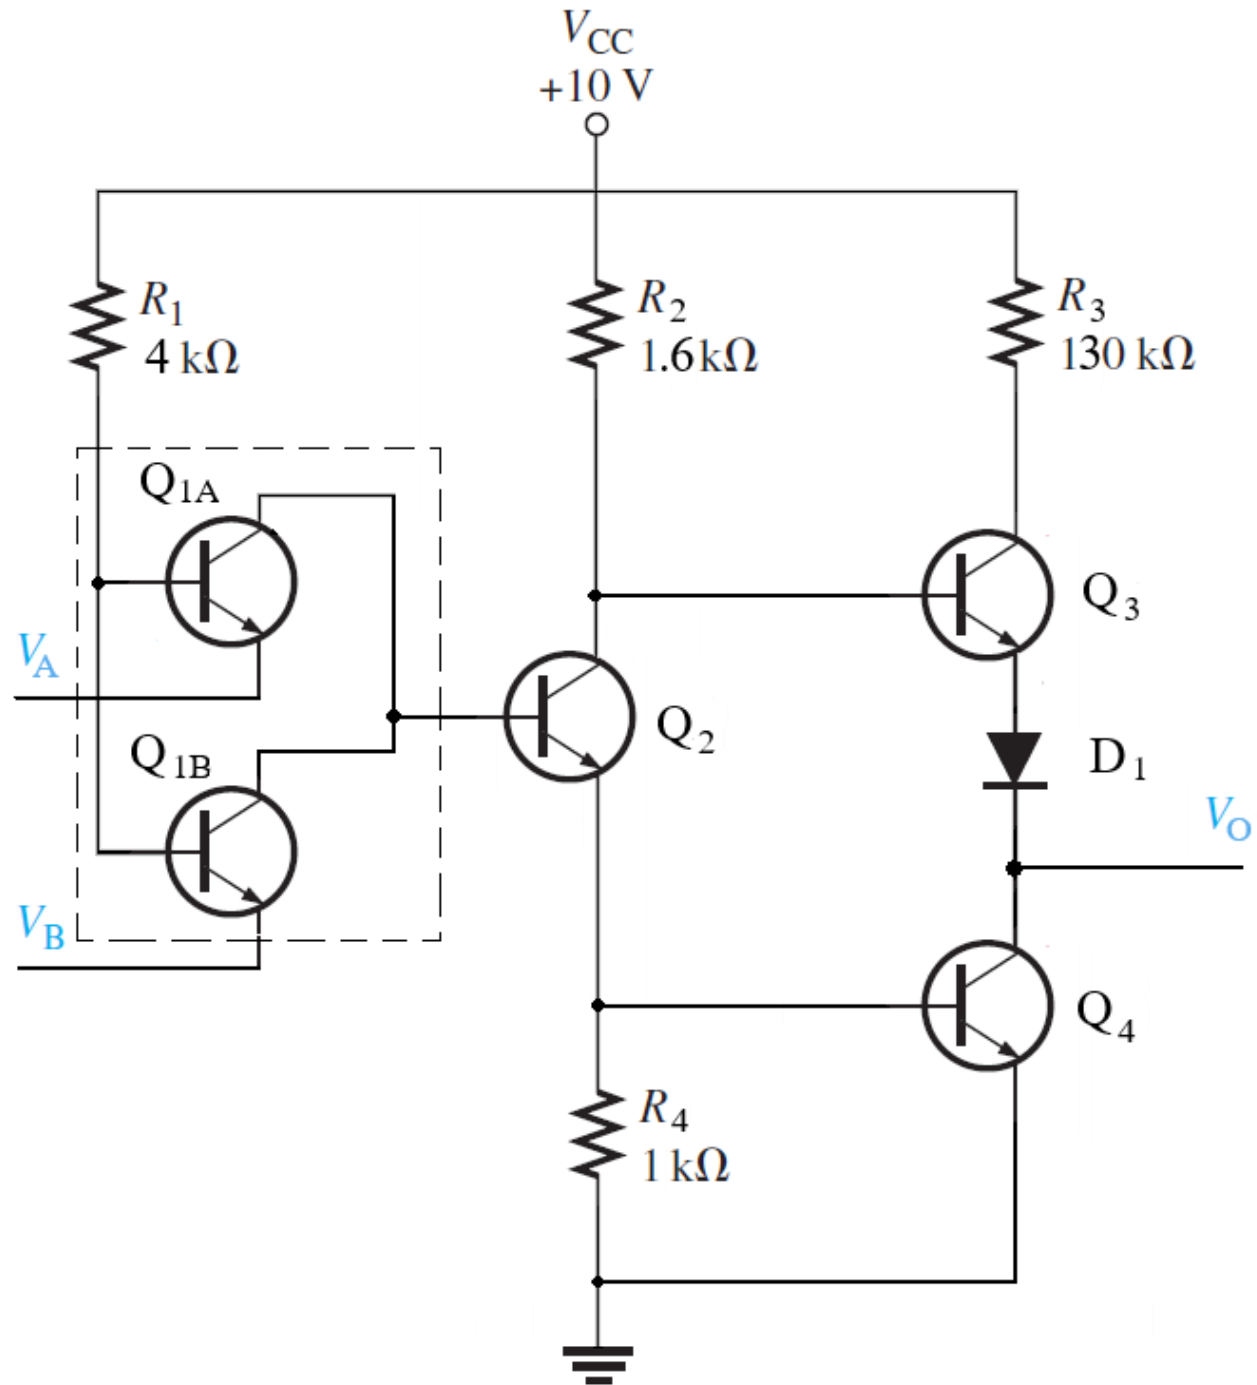 V_CC
+10 V
R_1
4 kΩ
R_2
1.6 kΩ
R_3
130 kΩ
Q_1A
V_A
Q_1B
V_B
Q_2
Q_3
D_1
V_O
Q_4
R_4
1 kΩ